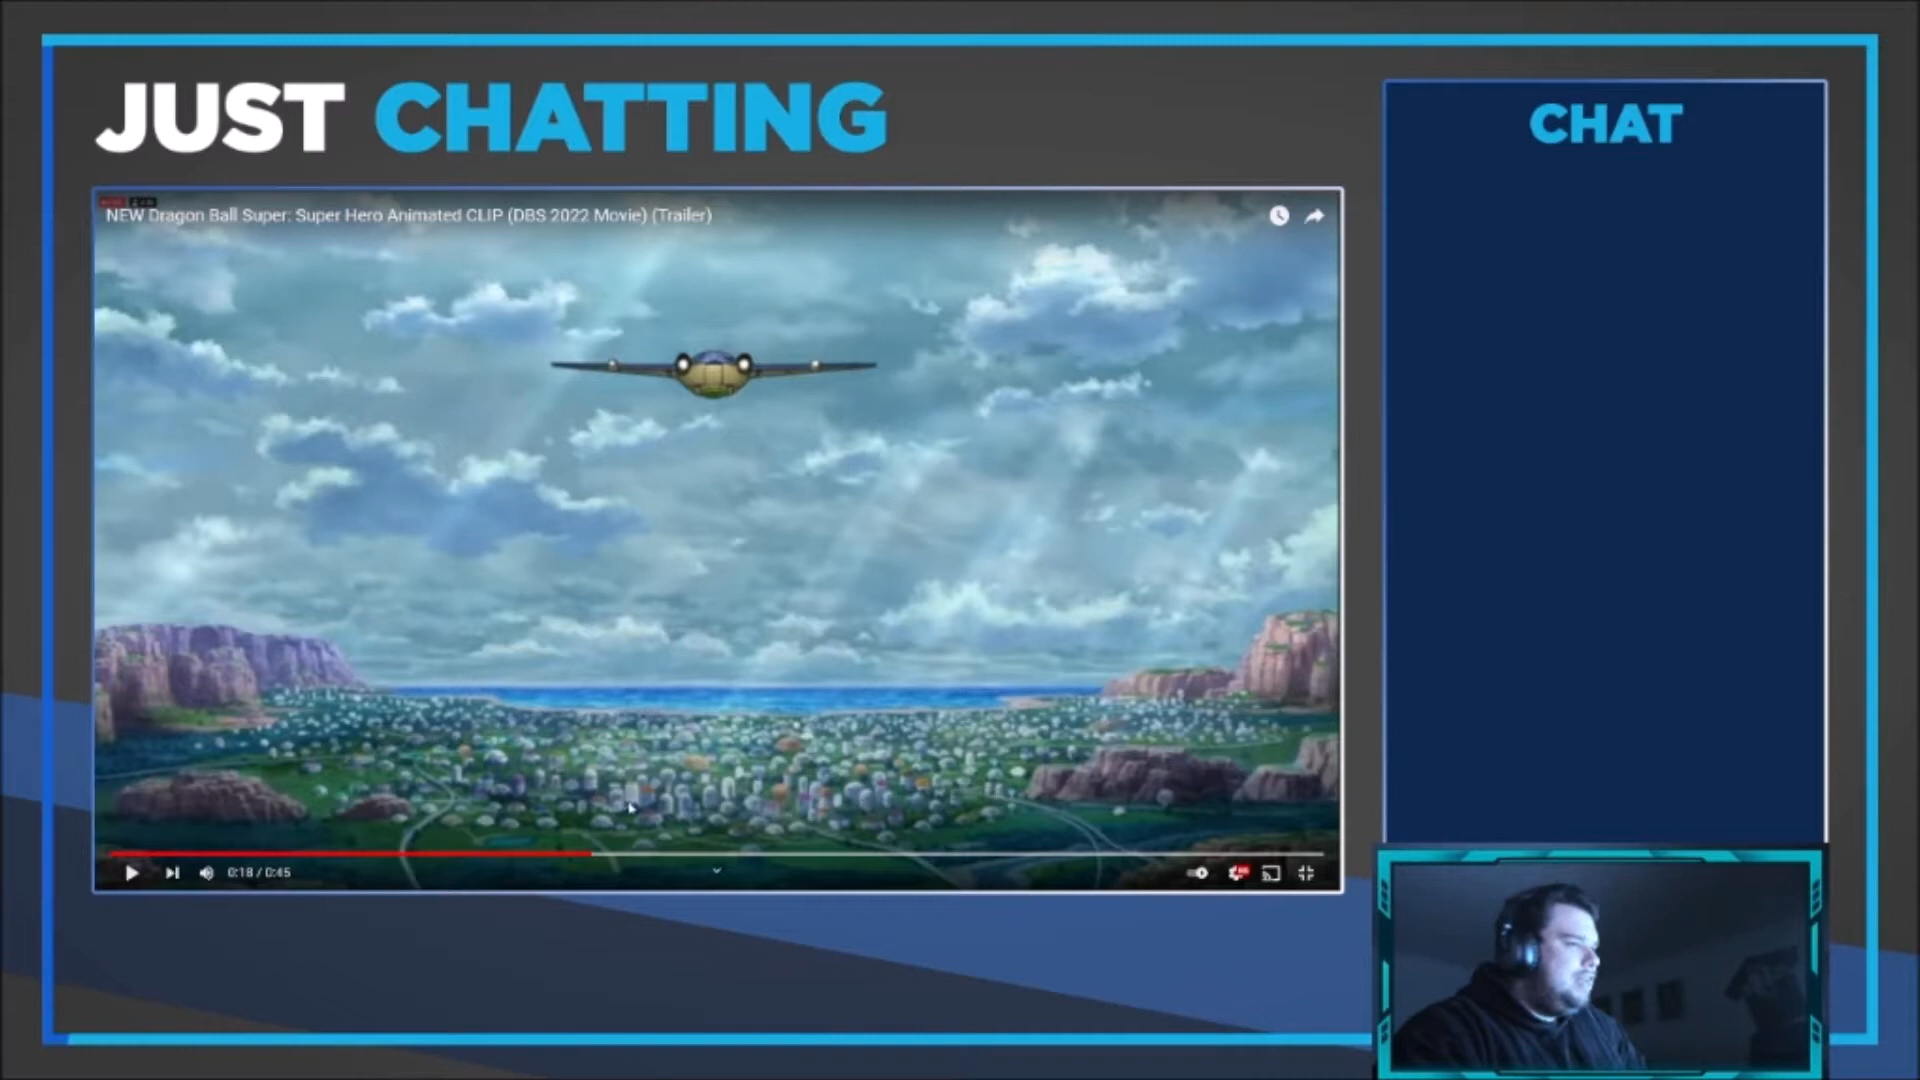 JUST CHATTING
CHAT
NEW Dragon Ball Super: Super Hero Animated CLIP (DBS 2022 Movie) (Trailer)
0:18 / 0:45